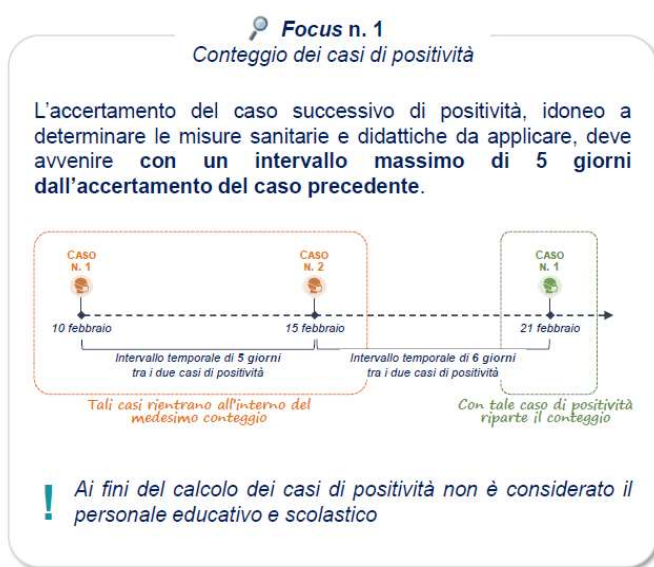 Focus n. 1
Conteggio dei casi di positività
L'accertamento del caso successivo di positività, idoneo a
determinare le misure sanitarie e didattiche da applicare, deve
avvenire con un intervallo massimo di 5 giorni
dall'accertamento del caso precedente.
CASO
N. 1
CASO
N. 2
CASO
N. 1
10 febbraio
15 febbraio
21 febbraio
Intervallo temporale di 5 giorni
tra i due casi di positività
Intervallo temporale di 6 giorni
tra i due casi di positività
Tali casi rientrano all'interno del
medesimo conteggio
Con tale caso di positività
riparte il conteggio
! Ai fini del calcolo dei casi di positività non è considerato il
personale educativo e scolastico